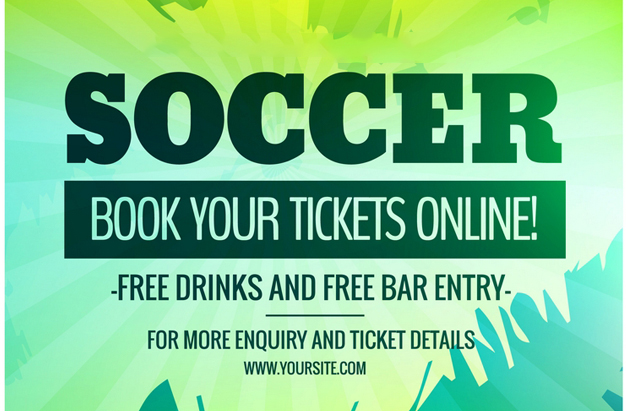 SOCCER
BOOK YOUR TICKETS ONLINE!
-FREE DRINKS AND FREE BAR ENTRY-
FOR MORE ENQUIRY AND TICKET DETAILS
WWW.YOURSITE.COM